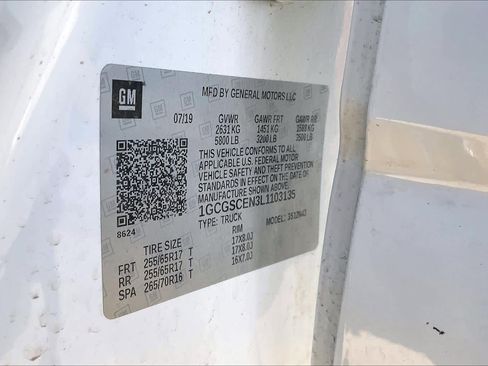 GM
MFD BY GENERAL MOTORS LLC
07/19 GVWR GAWR FRT GAWR RR
2631 KG 1451 KG 1588 KG
5800 LB 3200 LB 3500 LB
THIS VEHICLE CONFORMS TO ALL
APPLICABLE U.S. FEDERAL MOTOR
VEHICLE SAFETY AND THEFT PREVENTION
STANDARDS IN EFFECT ON THE DATE OF
MANUFACTURE SHOWN ABOVE.
1GCGSCEN3L1103135
8624
TYPE: TRUCK MODEL:
TIRE SIZE RIM
FRT 255/65R17 T 17X8.0J
RR 255/65R17 T 17X8.0J
SPA 265/70R16 T 16X7.0J